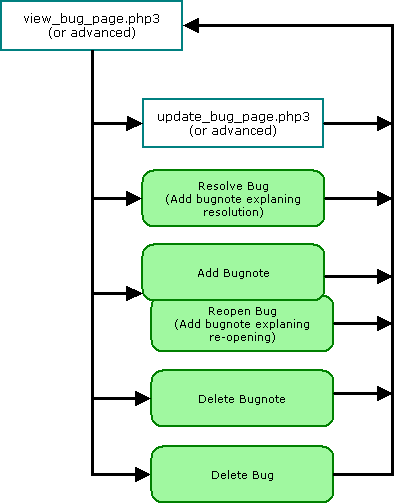 view_bug_page.php3
(or advanced)
update_bug_page.php3
(or advanced)
Resolve Bug
(Add bugnote explaning
resolution)
Add Bugnote
Reopen Bug
(Add bugnote explaning
re-opening)
Delete Bugnote
Delete Bug